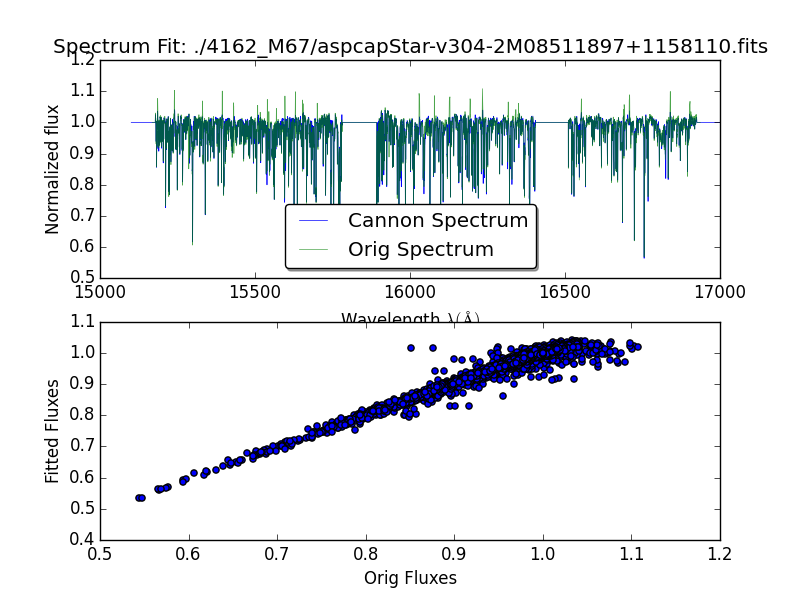 Spectrum Fit: ./4162_M67/aspcapStar-v304-2M08511897+1158110.fits
1.2
1.1
1.0
0.9
0.8
0.7
0.6
0.5
Normalized flux
Cannon Spectrum
Orig Spectrum
15000 15500 16000 16500 17000
Wavelength λ(Å)
1.1
1.0
0.9
0.8
0.7
0.6
0.5
0.4
Fitted Fluxes
0.5 0.6 0.7 0.8 0.9 1.0 1.1 1.2
Orig Fluxes